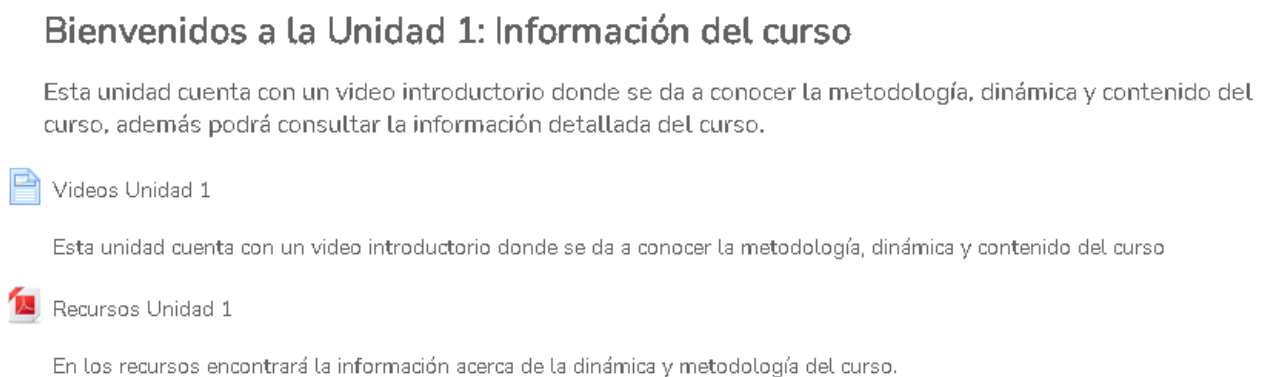 Bienvenidos a la Unidad 1: Información del curso
Esta unidad cuenta con un video introductorio donde se da a conocer la metodología, dinámica y contenido del
curso, además podrá consultar la información detallada del curso.
Videos Unidad 1
Esta unidad cuenta con un video introductorio donde se da a conocer la metodología, dinámica y contenido del curso
Recursos Unidad 1
En los recursos encontrará la información acerca de la dinámica y metodología del curso.